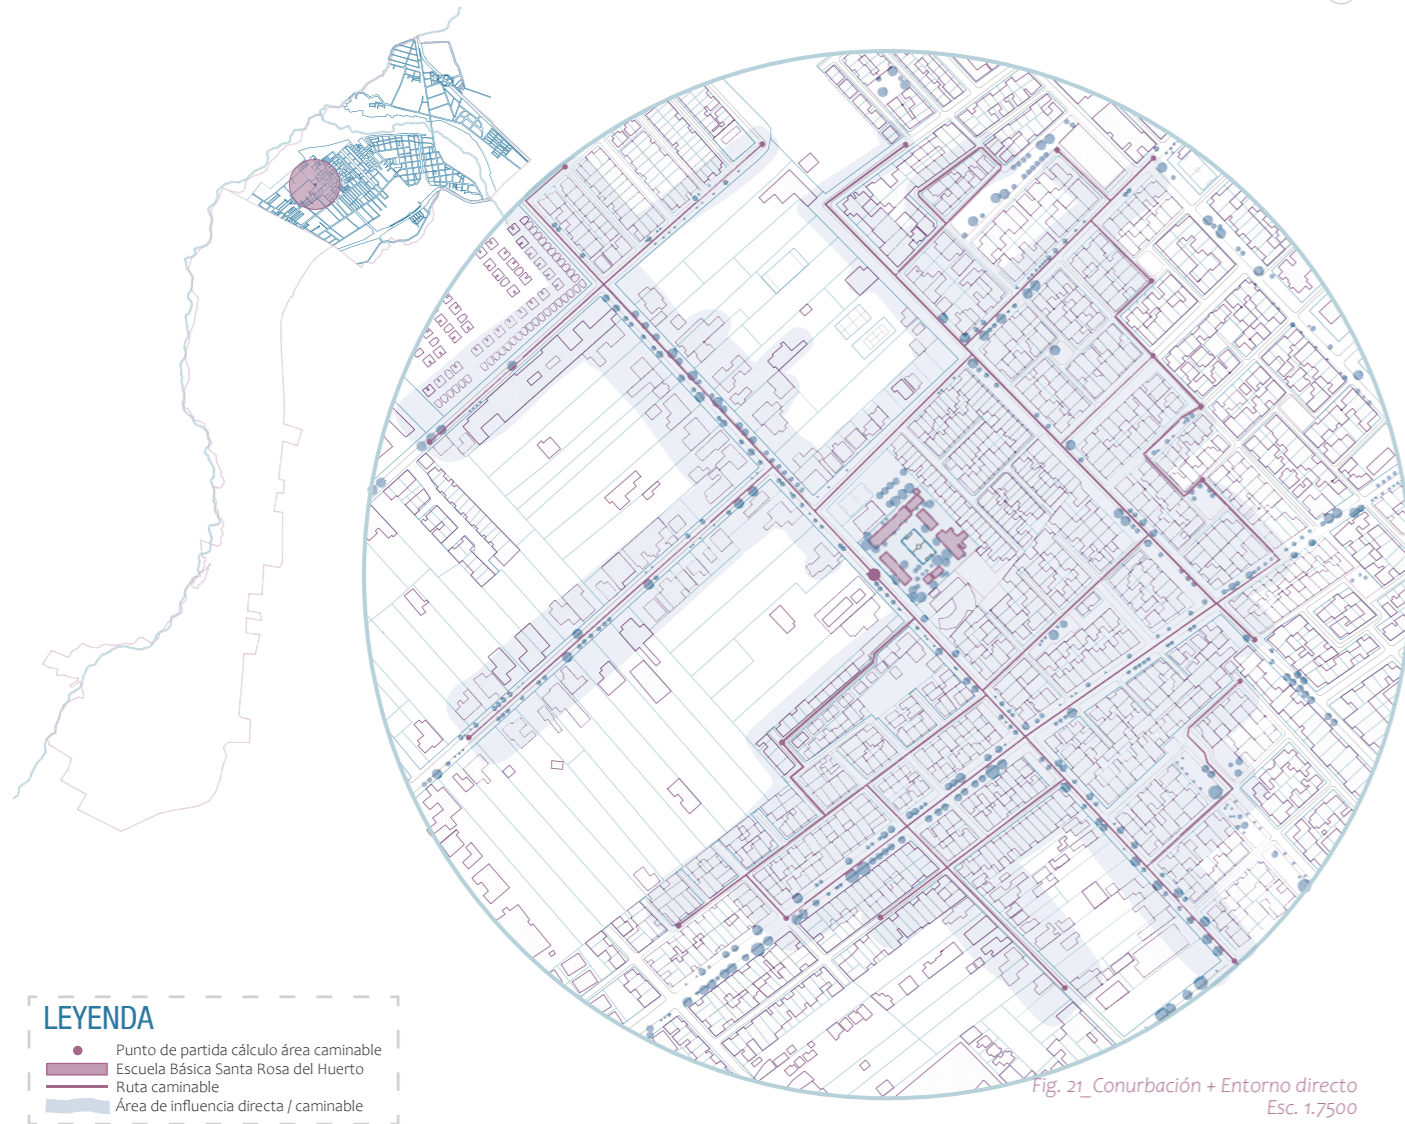 LEYENDA
Punto de partida cálculo área caminable
Escuela Básica Santa Rosa del Huerto
Ruta caminable
Área de influencia directa / caminable
Fig. 21_Conurbación + Entorno directo
Esc. 1.7500